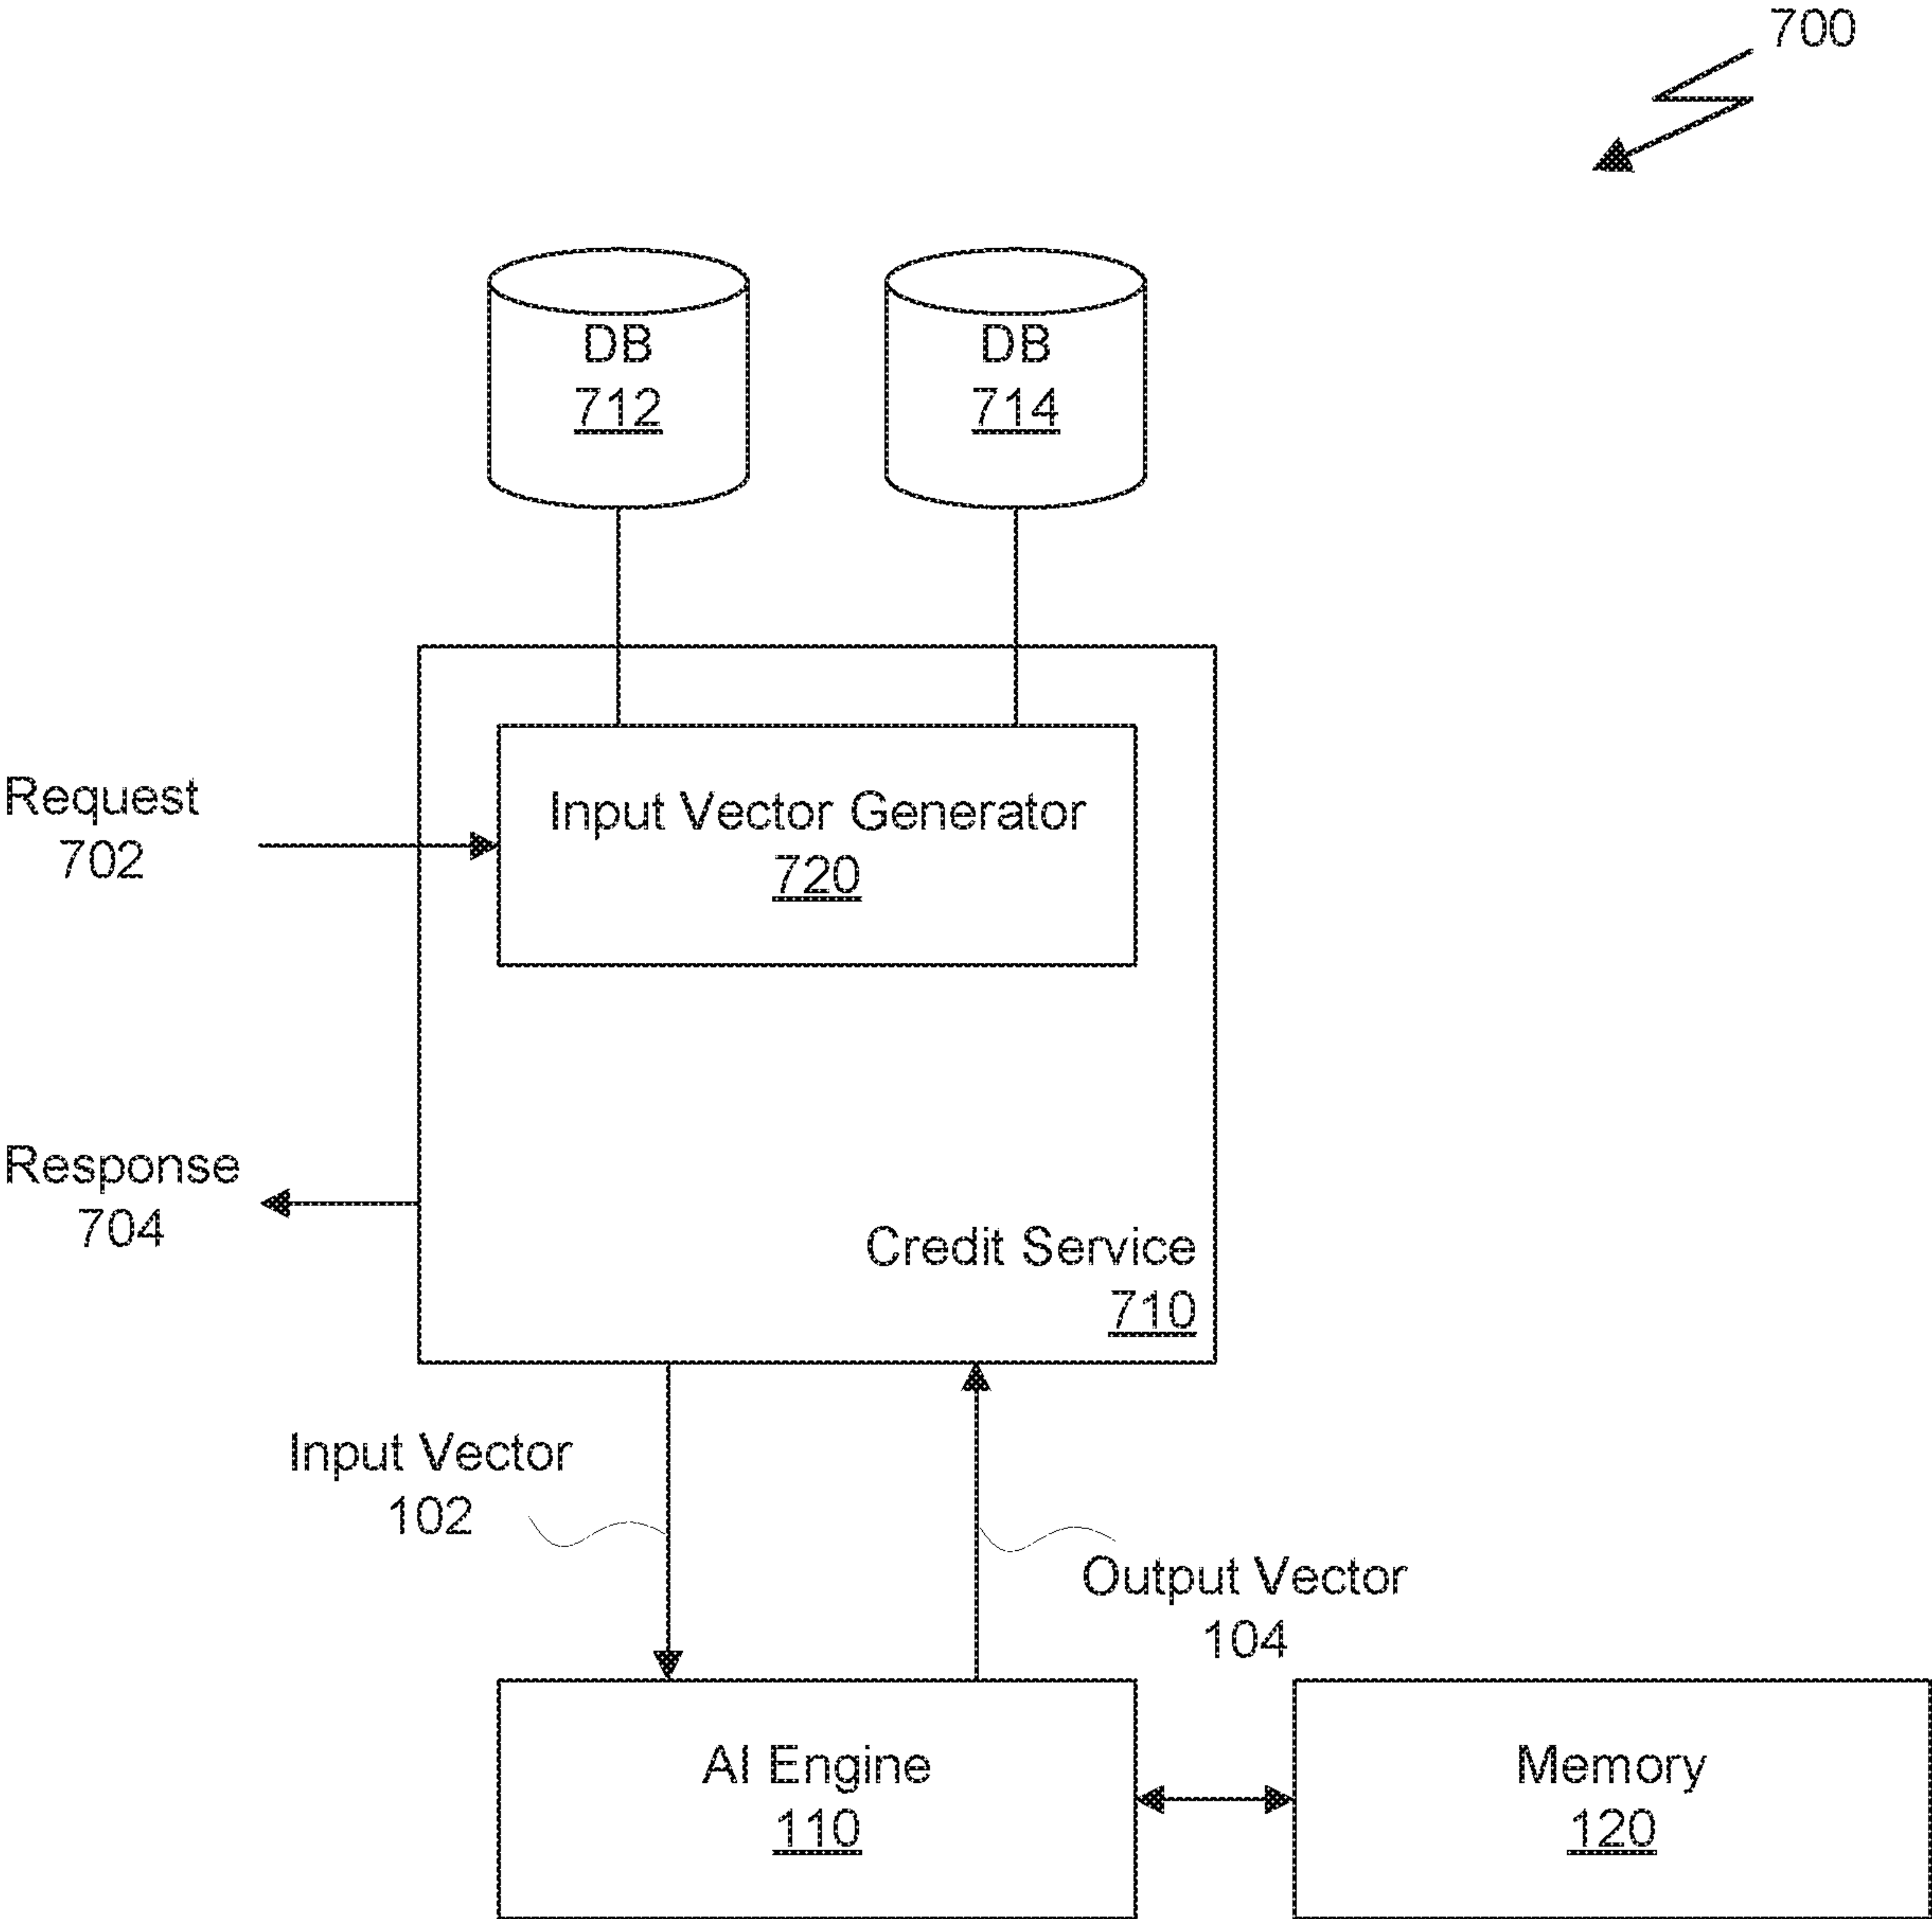 700
DB
712
DB
714
Request
702
Input Vector Generator
720
Response
704
Credit Service
710
Input Vector
102
Output Vector
104
AI Engine
110
Memory
120